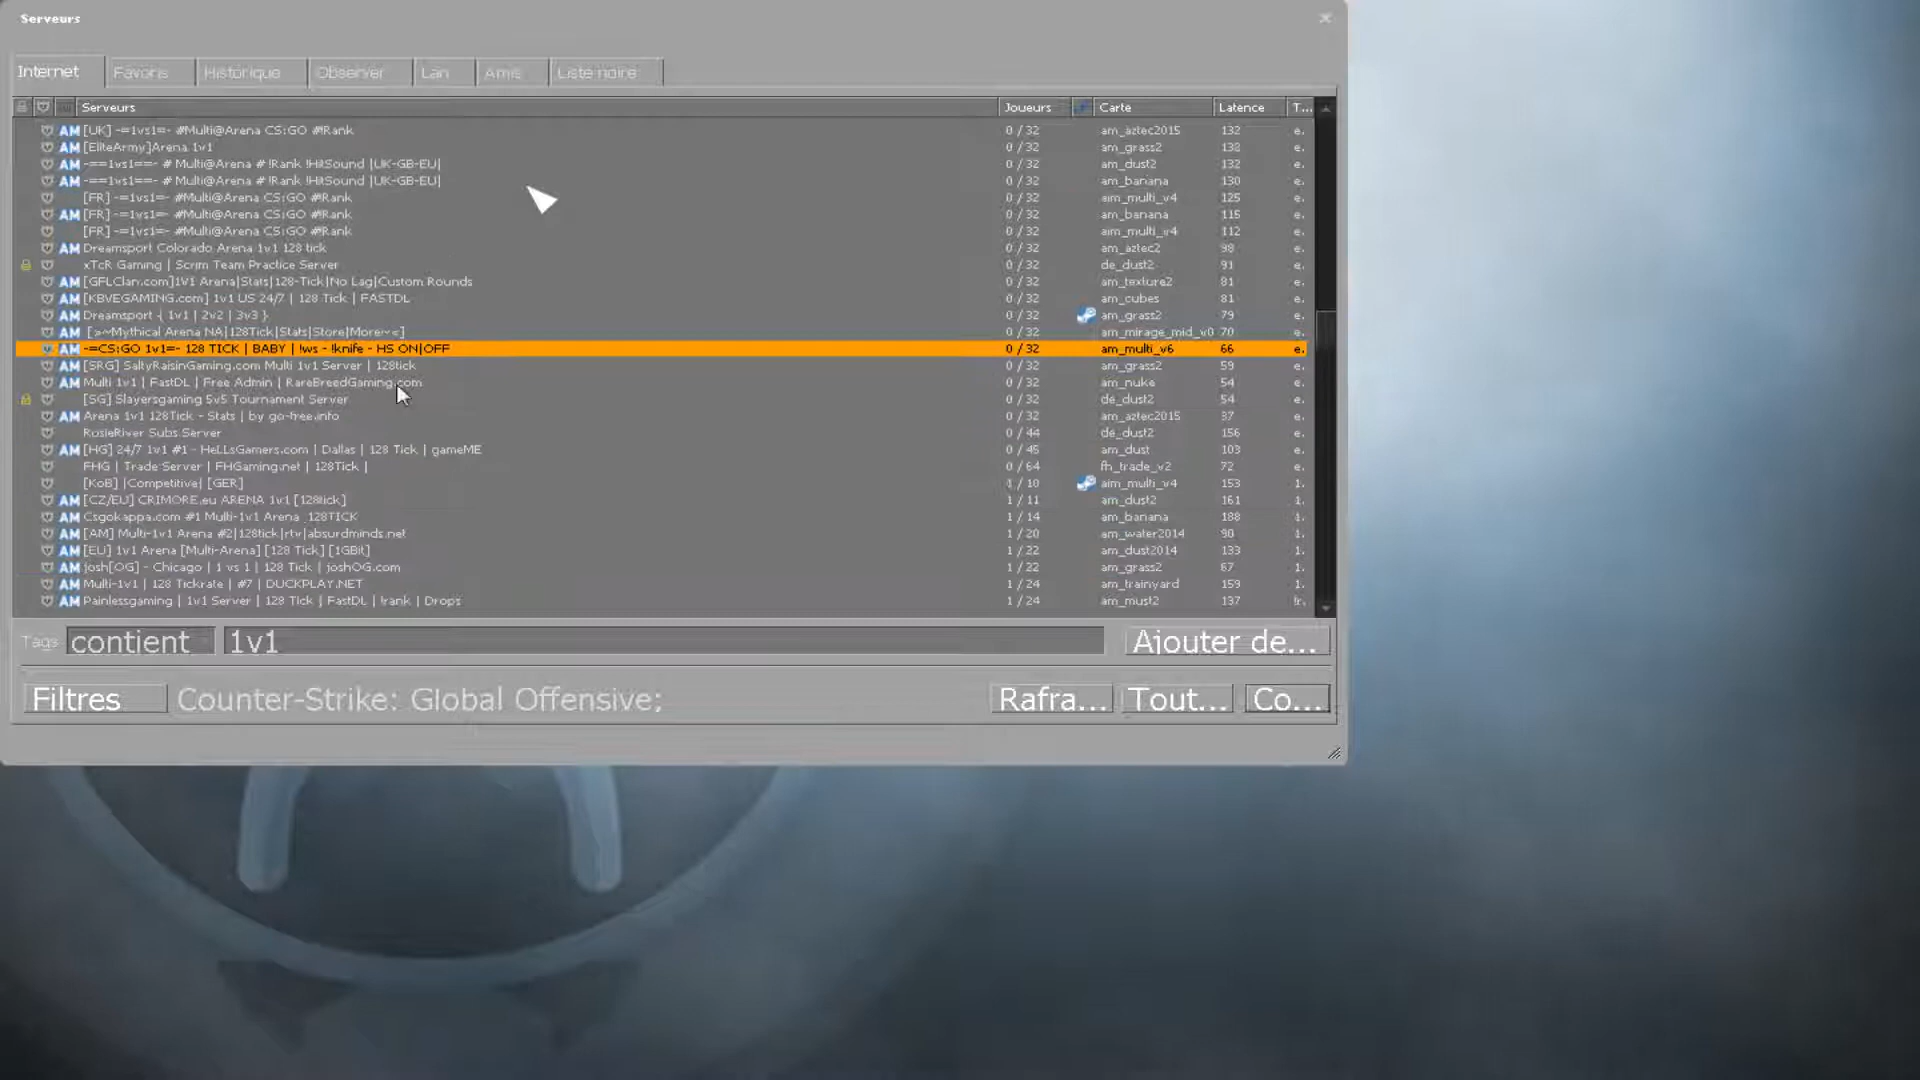 Serveurs
Internet Favoris Historique Observer Lan Amis Liste noire
Serveurs Joueurs Carte Latence T...
AM [UK] -=1vs1=- #Multi@Arena CS:GO #!Rank 0 / 32 am_aztec2015 132 e.
AM [EliteArmy]Arena 1v1 0 / 32 am_grass2 132 e.
AM -==1vs1==- # Multi@Arena # !Rank !H$Sound |UK-GB-EU| 0 / 32 am_dust2 132 e.
AM -==1vs1==- # Multi@Arena # !Rank !H$Sound |UK-GB-EU| 0 / 32 am_banana 130 e.
[FR] -=1vs1=- #Multi@Arena CS:GO #!Rank 0 / 32 aim_multi_v4 125 e.
AM [FR] -=1vs1=- #Multi@Arena CS:GO #!Rank 0 / 32 am_banana 115 e.
[FR] -=1vs1=- #Multi@Arena CS:GO #!Rank 0 / 32 aim_multi_v4 112 e.
AM Dreamsport Colorado Arena 1v1 128 tick 0 / 32 am_aztec2 98 e.
xTcR Gaming | Scrim Team Practice Server 0 / 32 de_dust2 91 e.
AM [GFLClan.com]1V1 Arena|Stats|128-Tick|No Lag|Custom Rounds 0 / 32 am_texture2 81 e.
AM [KBVEGAMING.com] 1v1 US 24/7 | 128 Tick | FASTDL 0 / 32 am_cubes 81 e.
AM Dreamsport -{ 1v1 | 2v2 | 3v3 } 0 / 32 am_grass2 79 e.
AM [>~Mythical Arena NA|128Tick|Stats|Store|More~<] 0 / 32 am_mirage_mid_v0 70 e.
AM -=CS:GO 1v1=- 128 TICK | BABY | !ws - !knife - HS ON|OFF 0 / 32 am_multi_v6 66 e.
AM [SRG] SaltyRaisinGaming.com Multi 1v1 Server | 128tick 0 / 32 am_grass2 59 e.
AM Multi 1v1 | FastDL | Free Admin | RareBreedGaming.com 0 / 32 am_nuke 54 e.
[SG] Slayersgaming 5v5 Tournament Server 0 / 32 de_dust2 54 e.
AM Arena 1v1 128Tick - Stats | by go-free.info 0 / 32 am_aztec2015 37 e.
RosieRiver Subs Server 0 / 44 de_dust2 156 e.
AM [HG] 24/7 1v1 #1 - HeLLsGamers.com | Dallas | 128 Tick | gameME 0 / 45 am_dust 103 e.
FHG | Trade Server | FHGaming.net | 128Tick | 0 / 64 fh_trade_v2 72 e.
[KoB] |Competitive| [GER] 1 / 10 aim_multi_v4 153 1.
AM [CZ/EU] CRIMORE.eu ARENA 1v1 [128tick] 1 / 11 am_dust2 161 1.
AM Csgokappa.com #1 Multi-1v1 Arena 128TICK 1 / 14 am_banana 188 1.
AM [AM] Multi-1v1 Arena #2|128tick|rtv|absurdminds.net 1 / 20 am_water2014 90 1.
AM [EU] 1v1 Arena [Multi-Arena] [128 Tick] [1GBit] 1 / 22 am_dust2014 133 1.
AM josh[OG] - Chicago | 1 vs 1 | 128 Tick | joshOG.com 1 / 22 am_grass2 67 1.
AM Multi-1v1 | 128 Tickrate | #7 | DUCKPLAY.NET 1 / 24 am_trainyard 159 1.
AM Painlessgaming | 1v1 Server | 128 Tick | FastDL | !rank | Drops 1 / 24 am_must2 137 !r.
Tags contient 1v1 Ajouter de...
Filtres Counter-Strike: Global Offensive; Rafra... Tout... Co...